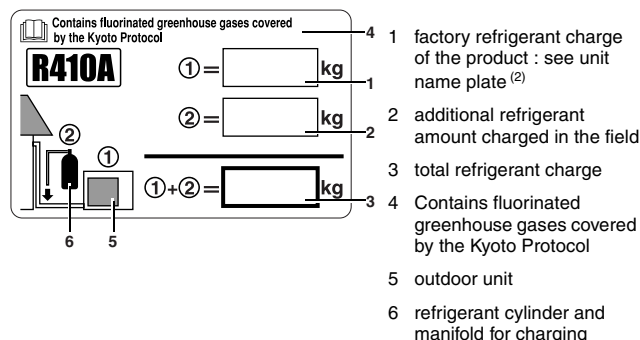 Contains fluorinated greenhouse gases covered
by the Kyoto Protocol
R410A
①=
kg
②=
kg
①+②=
kg
②
①
4
1
2
3
6
5
1 factory refrigerant charge
of the product : see unit
name plate (2)
2 additional refrigerant
amount charged in the field
3 total refrigerant charge
4 Contains fluorinated
greenhouse gases covered
by the Kyoto Protocol
5 outdoor unit
6 refrigerant cylinder and
manifold for charging